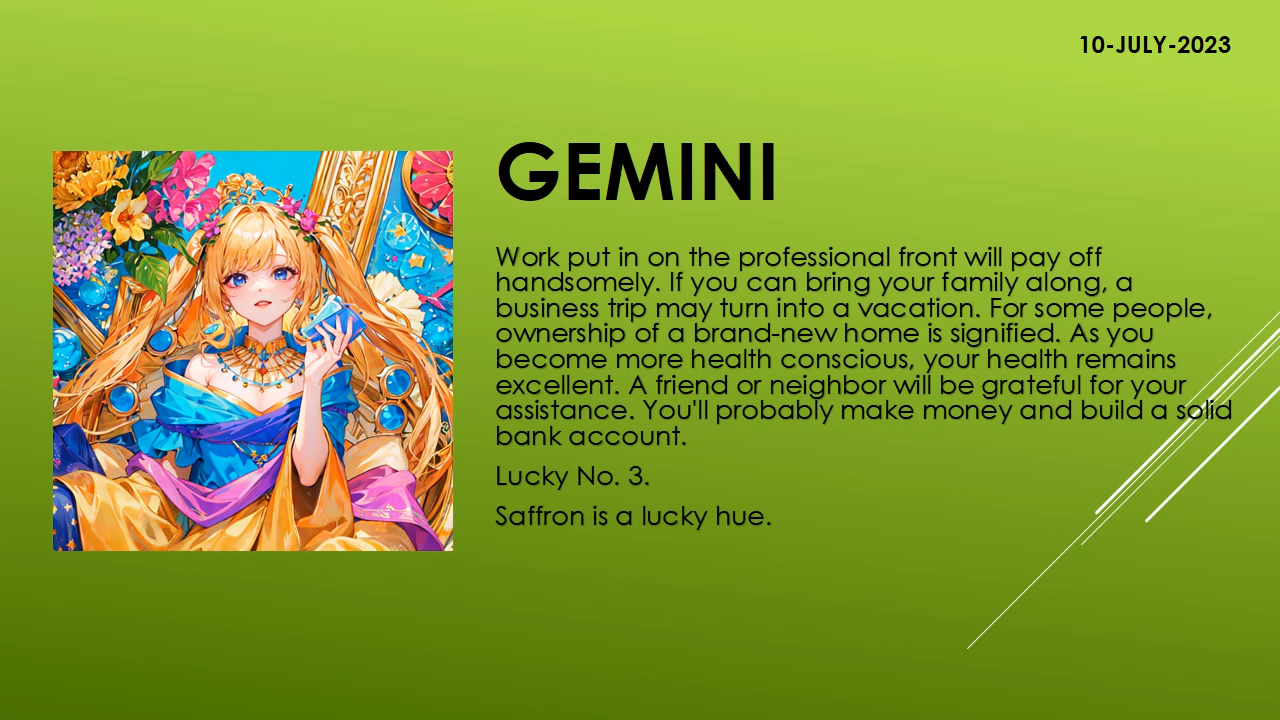 10-JULY-2023
GEMINI
Work put in on the professional front will pay off
handsomely. If you can bring your family along, a
business trip may turn into a vacation. For some people,
ownership of a brand-new home is signified. As you
become more health conscious, your health remains
excellent. A friend or neighbor will be grateful for your
assistance. You'll probably make money and build a solid
bank account.
Lucky No. 3.
Saffron is a lucky hue.